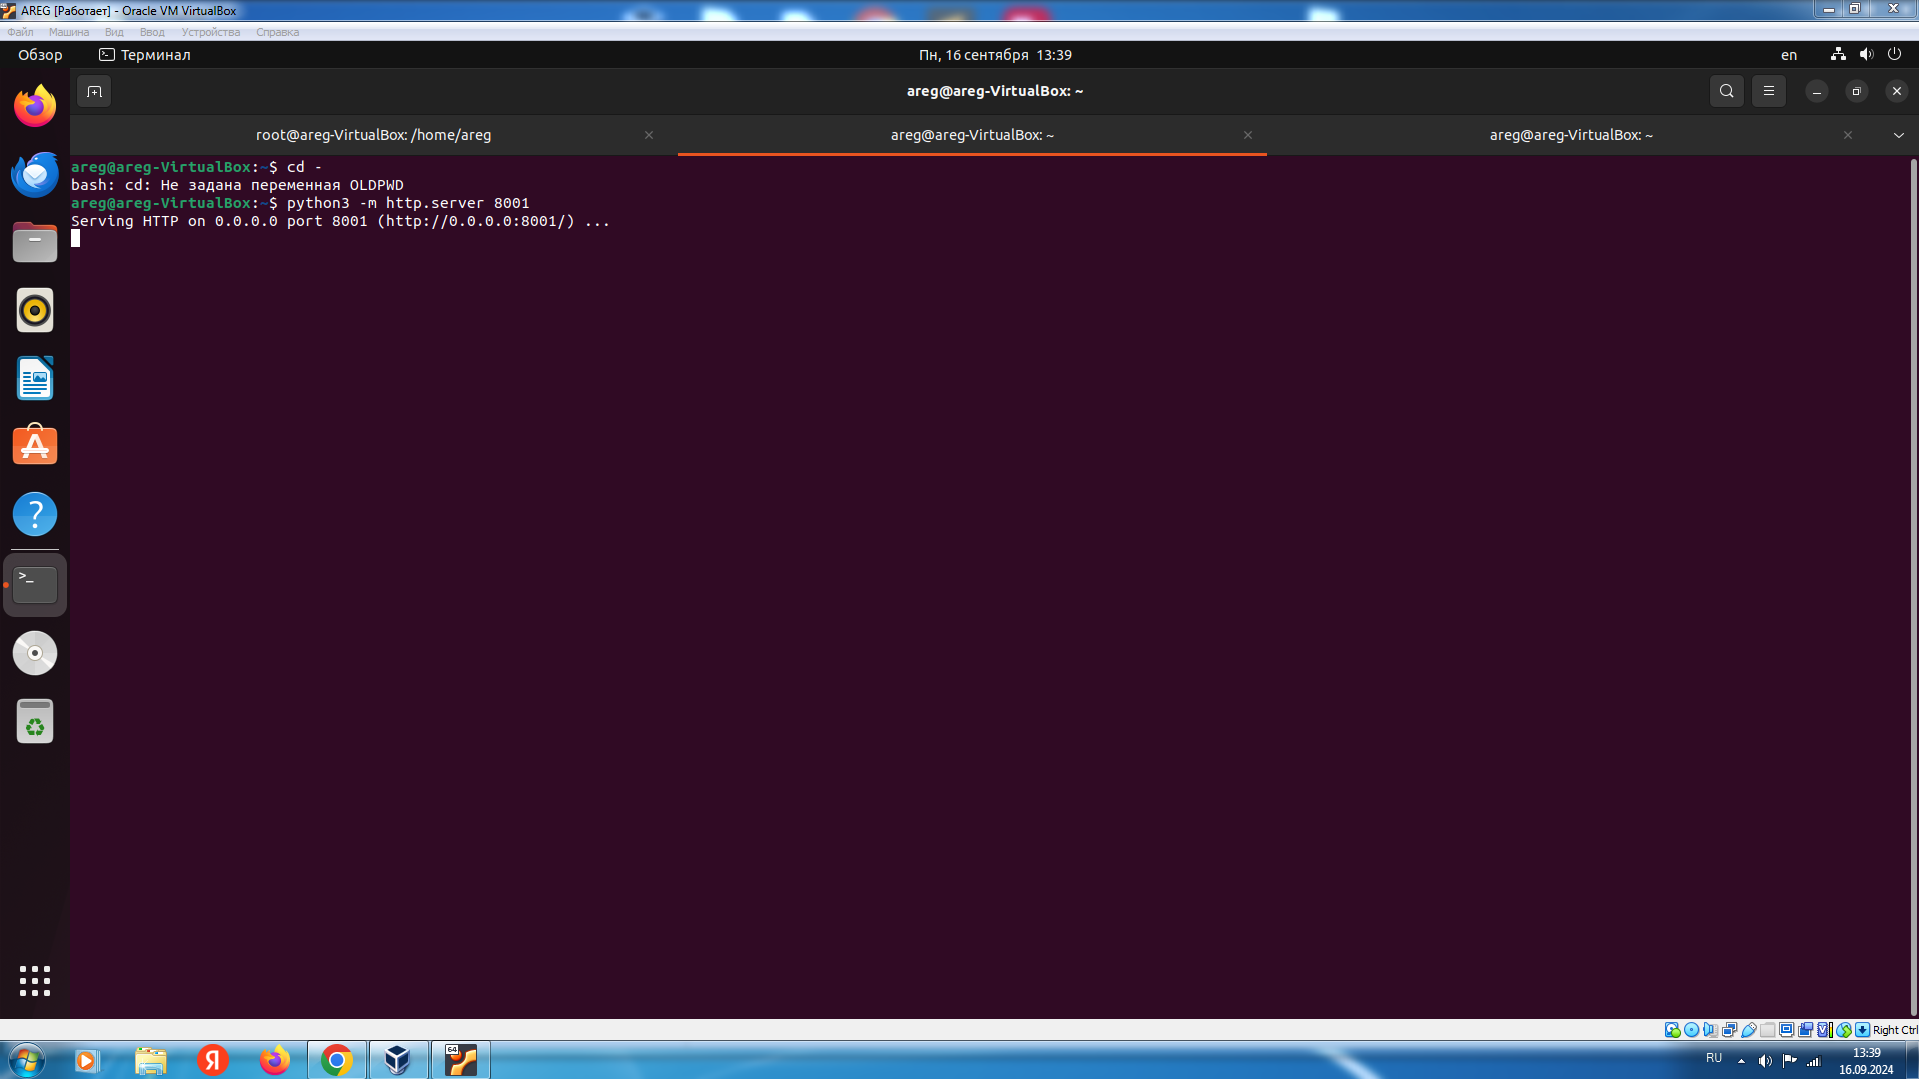 AREG [Работает] - Oracle VM VirtualBox
Файл Машина Вид Ввод Устройства Справка
Обзор Терминал Пн, 16 сентября 13:39 en
areg@areg-VirtualBox: ~
root@areg-VirtualBox: /home/areg areg@areg-VirtualBox: ~ areg@areg-VirtualBox: ~
areg@areg-VirtualBox:~$ cd -
bash: cd: Не задана переменная OLDPWD
areg@areg-VirtualBox:~$ python3 -m http.server 8001
Serving HTTP on 0.0.0.0 port 8001 (http://0.0.0.0:8001/) ...
Right Ctrl
RU 13:39
16.09.2024
64